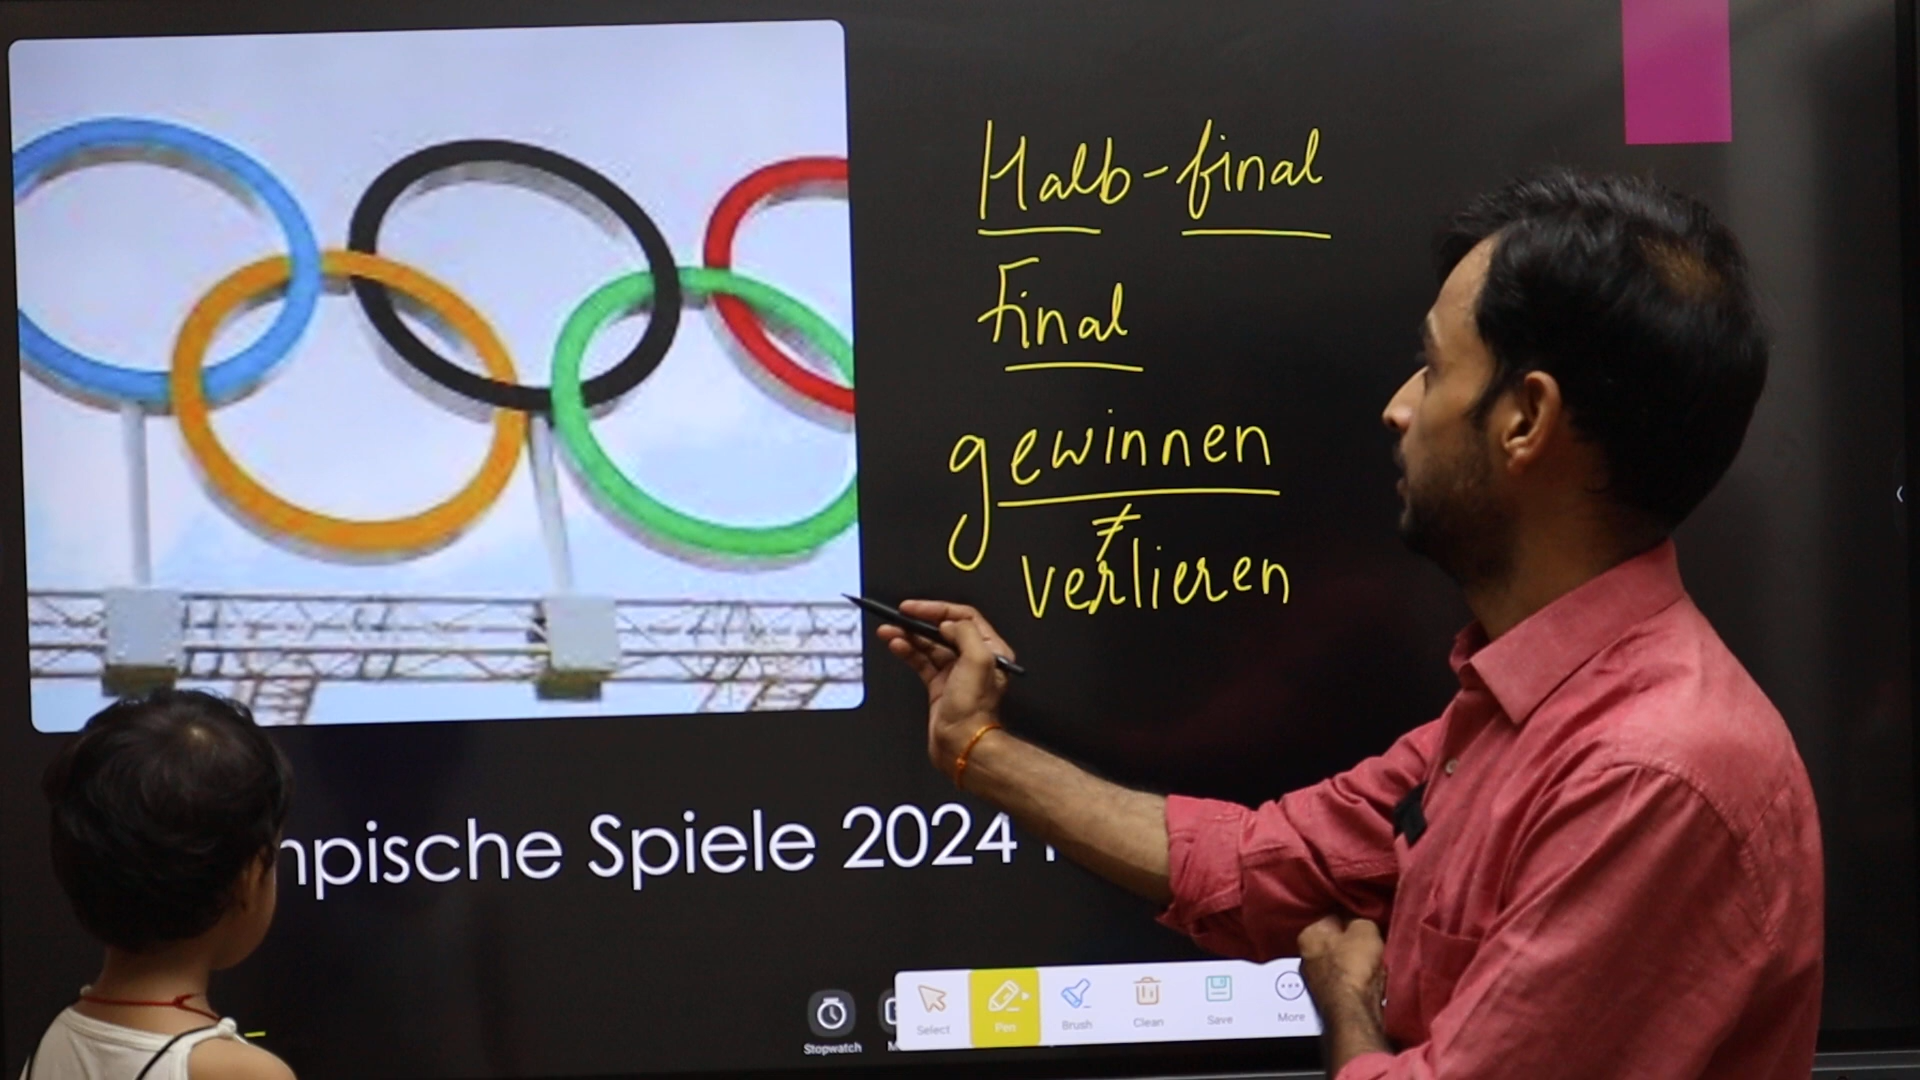 Halb-final
Final
gewinnen
≠
verlieren
mpische Spiele 2024
Stopwatch
Select
Pen
Brush
Clean
Save
More